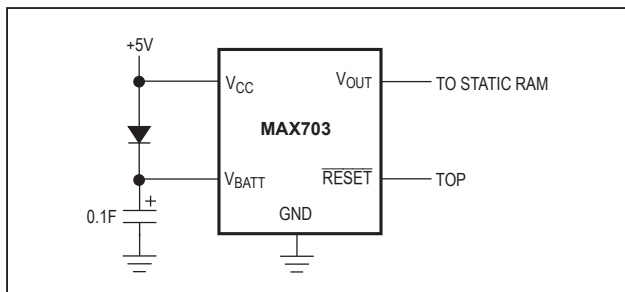 +5V
VCC
VOUT
TO STATIC RAM
MAX703
VBATT
RESET
TOP
+
0.1F
GND